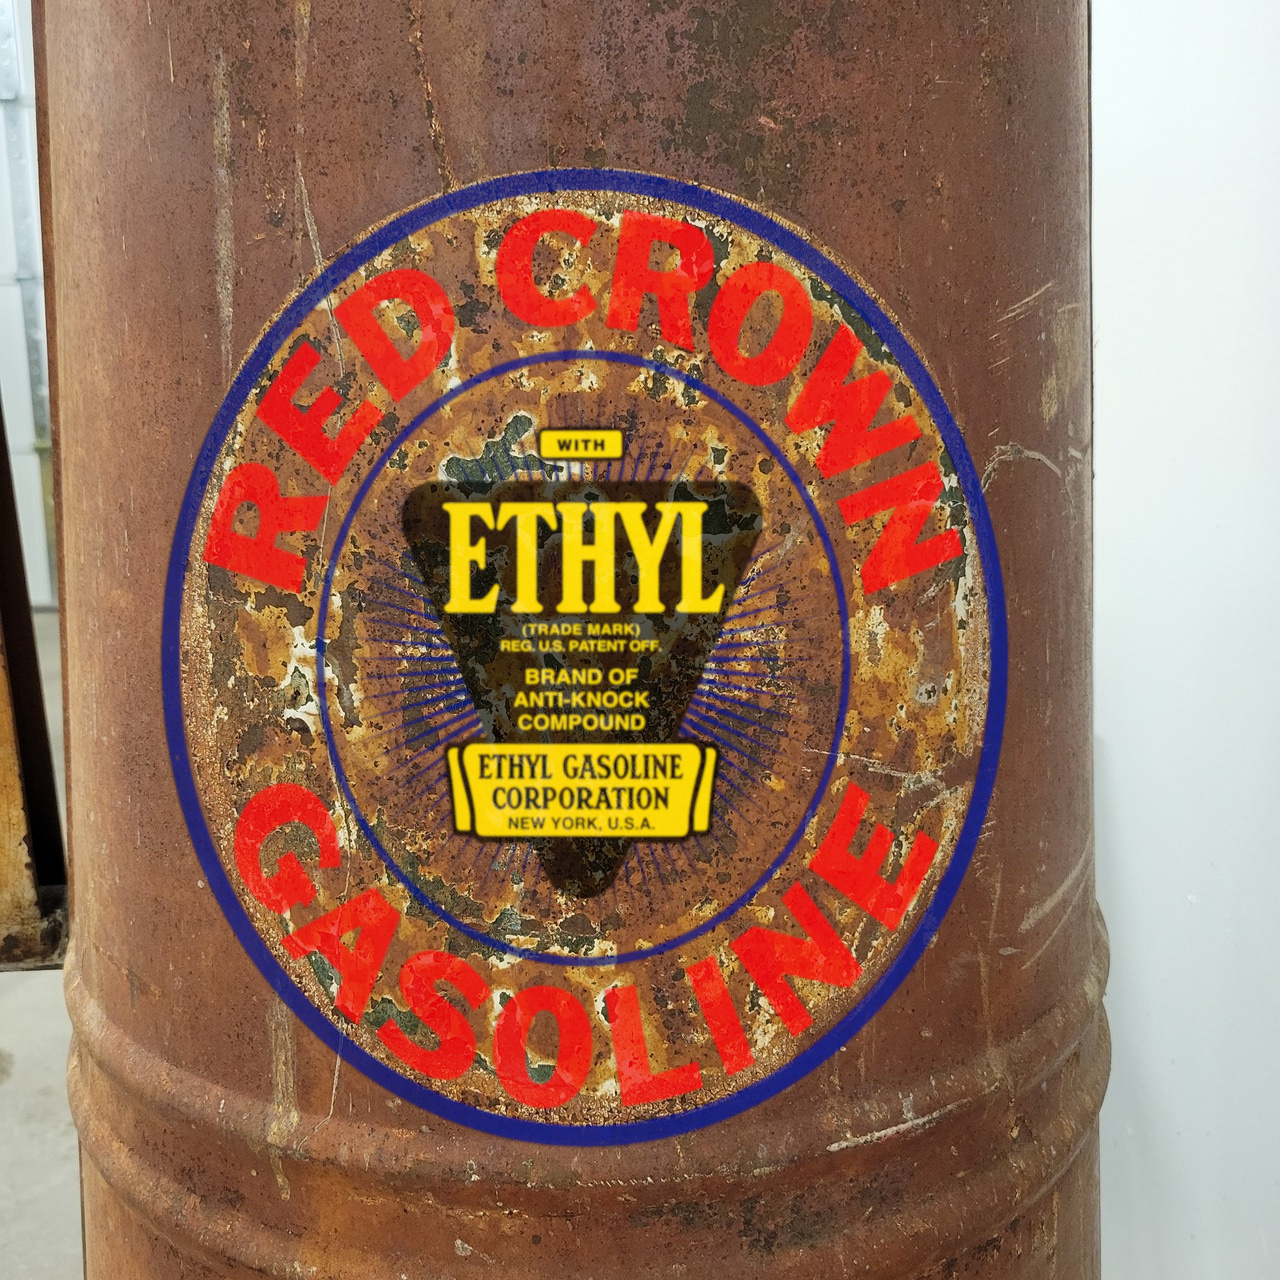 RED CROWN
WITH
ETHYL
(TRADE MARK)
REG. U.S. PATENT OFF.
BRAND OF
ANTI-KNOCK
COMPOUND
ETHYL GASOLINE
CORPORATION
NEW YORK, U.S.A.
GASOLINE